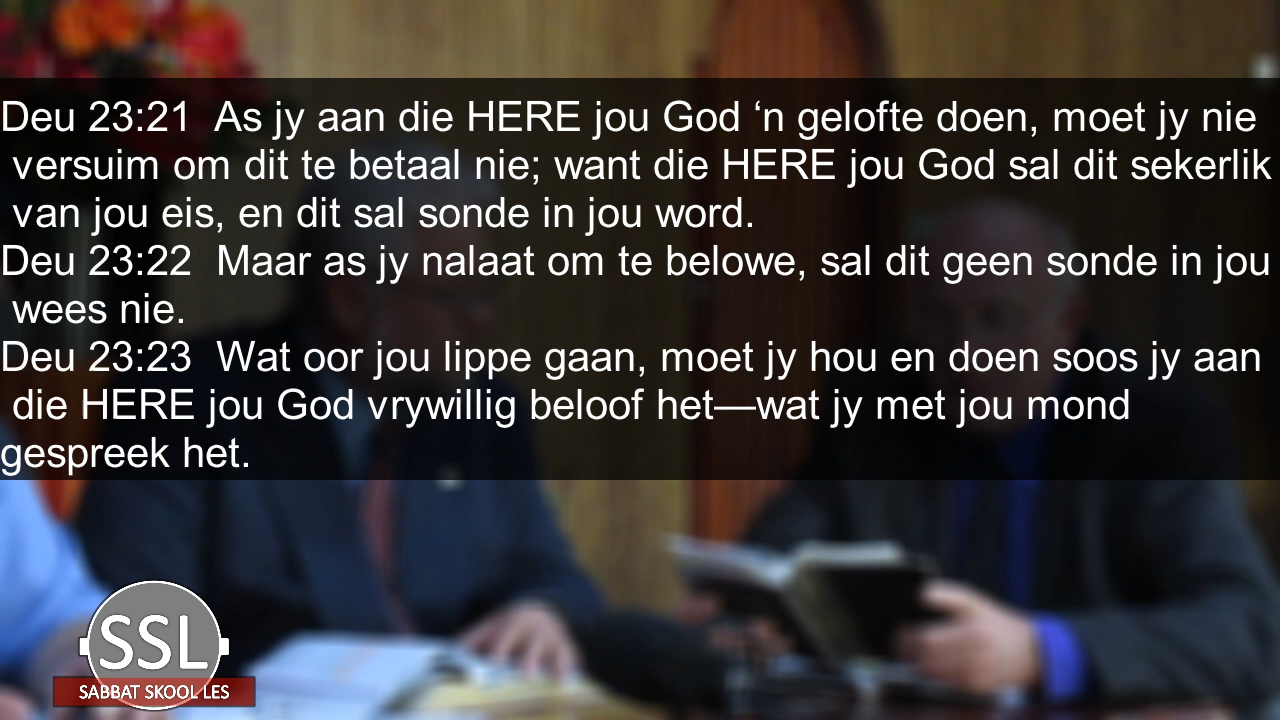 Deu 23:21  As jy aan die HERE jou God ‘n gelofte doen, moet jy nie
versuim om dit te betaal nie; want die HERE jou God sal dit sekerlik
van jou eis, en dit sal sonde in jou word.
Deu 23:22  Maar as jy nalaat om te belowe, sal dit geen sonde in jou
wees nie.
Deu 23:23  Wat oor jou lippe gaan, moet jy hou en doen soos jy aan
die HERE jou God vrywillig beloof het—wat jy met jou mond
gespreek het.
SSL
SABBAT SKOOL LES